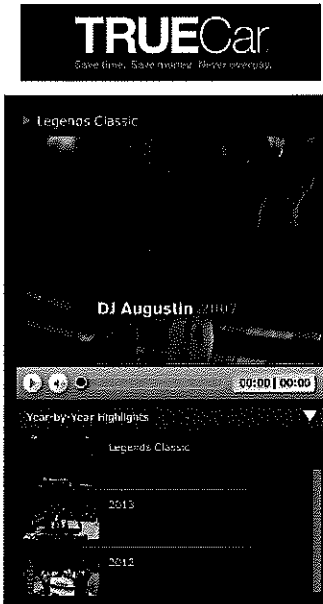 TRUECar.
Save time. Save money. Never overpay.
Legends Classic
DJ Augustin 2007
00:00 | 00:00
Year-by-Year Highlights
Legends Classic
2013
2012